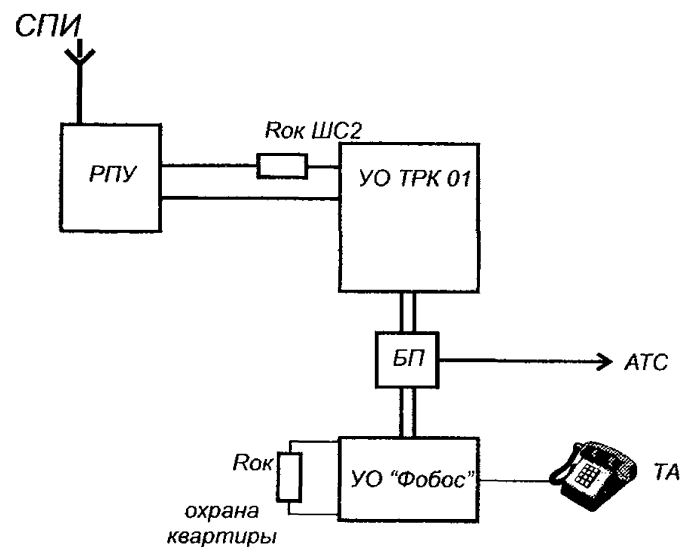 СПИ
Rок ШС2
РПУ
УО ТРК 01
БП
АТС
Rок
УО "Фобос"
ТА
охрана
квартиры